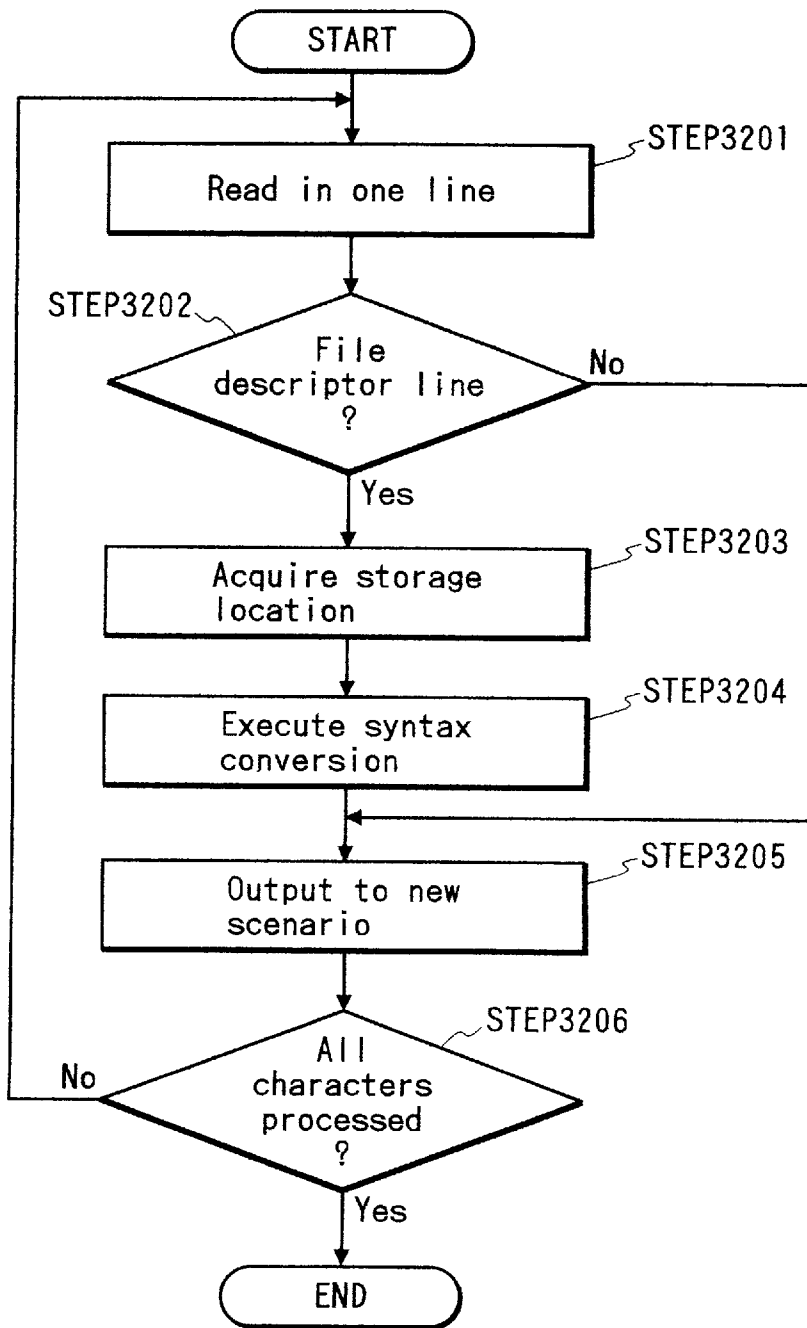 START
STEP3201
Read in one line
STEP3202
File
descriptor line
?
No
Yes
STEP3203
Acquire storage
location
STEP3204
Execute syntax
conversion
STEP3205
Output to new
scenario
STEP3206
All
characters
processed
?
No
Yes
END